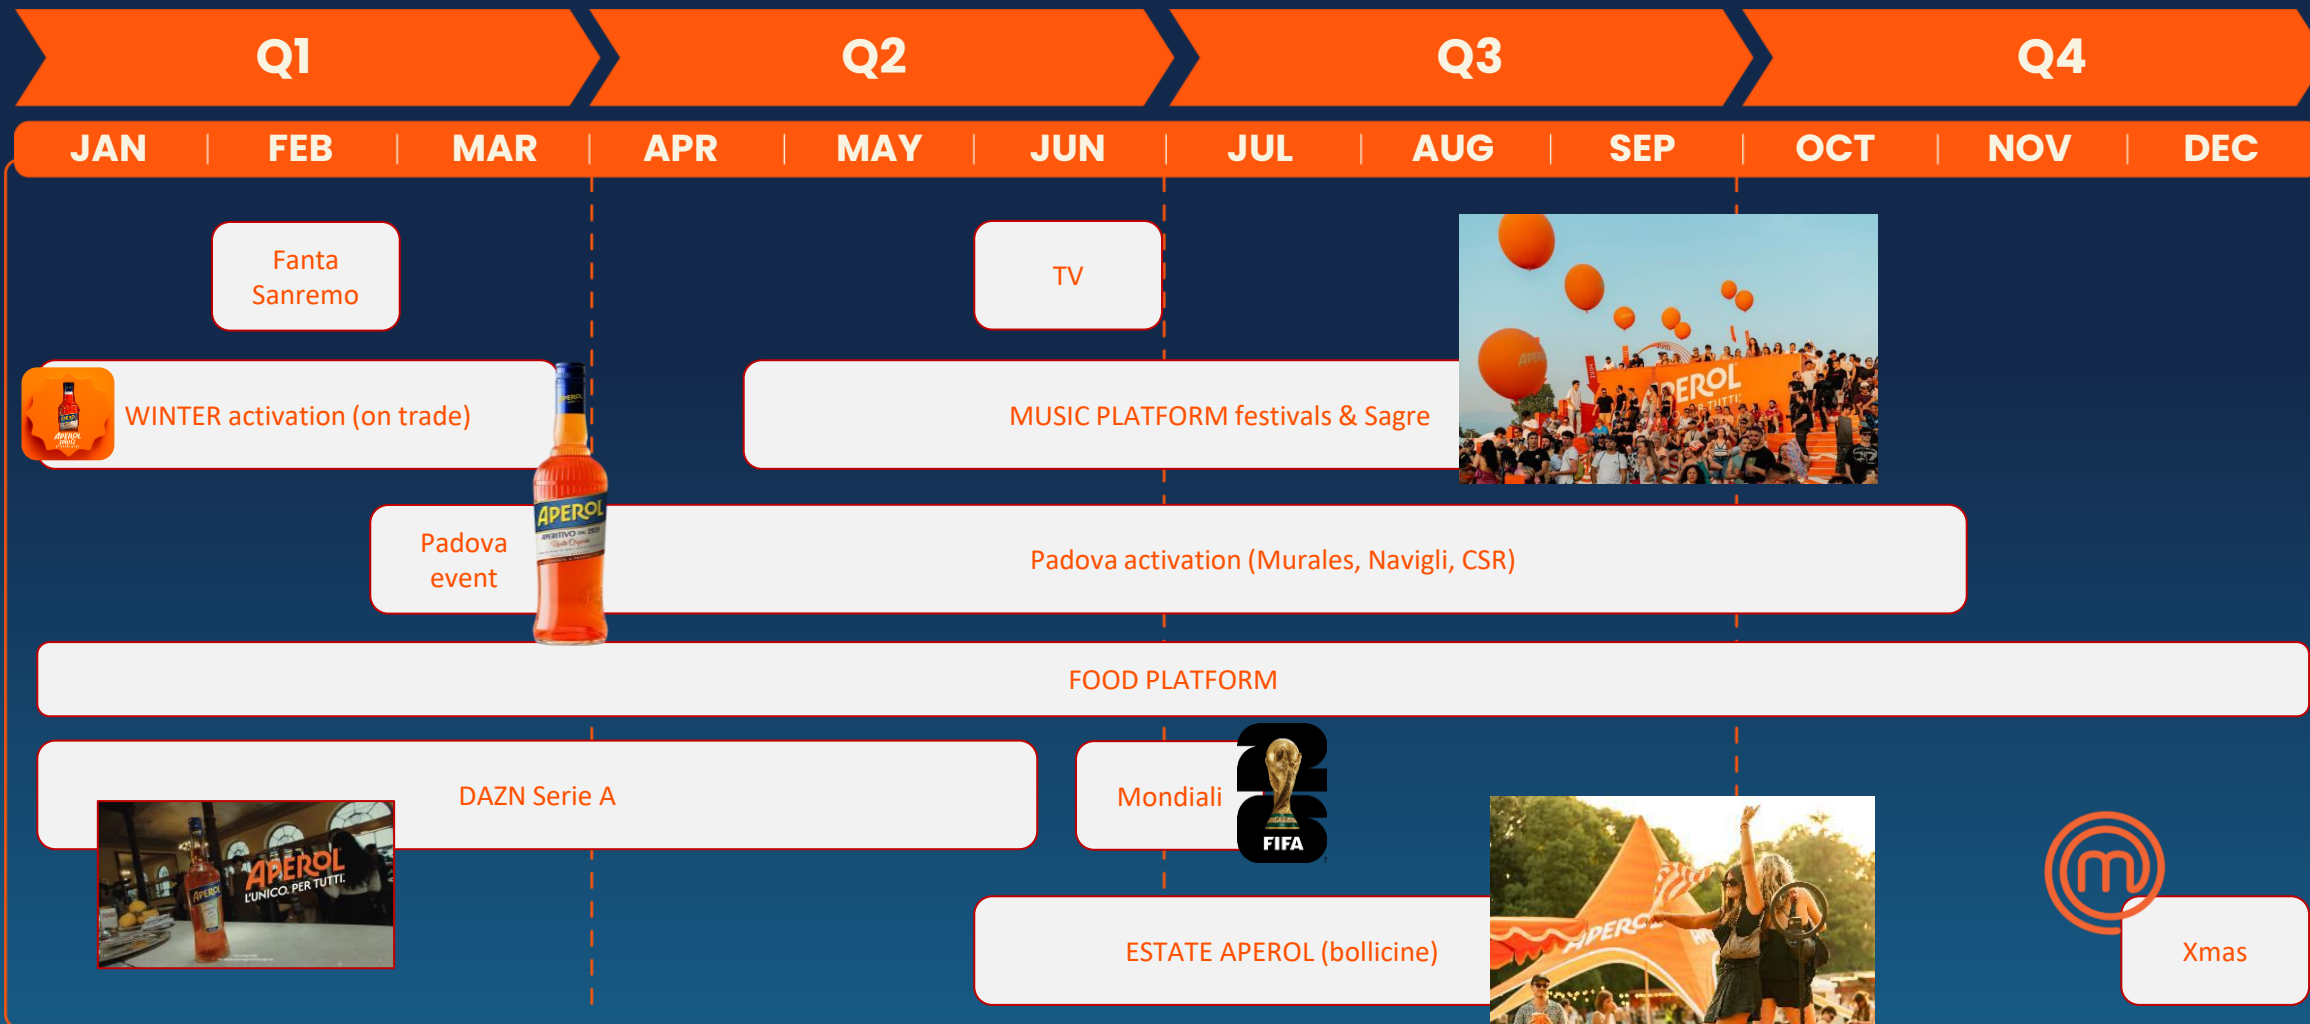 Q1
Q2
Q3
Q4
JAN
FEB
MAR
APR
MAY
JUN
JUL
AUG
SEP
OCT
NOV
DEC
Fanta
Sanremo
TV
WINTER activation (on trade)
MUSIC PLATFORM festivals & Sagre
APEROL
Padova
event
APEROL
Padova activation (Murales, Navigli, CSR)
FOOD PLATFORM
DAZN Serie A
Mondiali
FIFA
APEROL
L'UNICO. PER TUTTI.
APEROL
ESTATE APEROL (bollicine)
Xmas